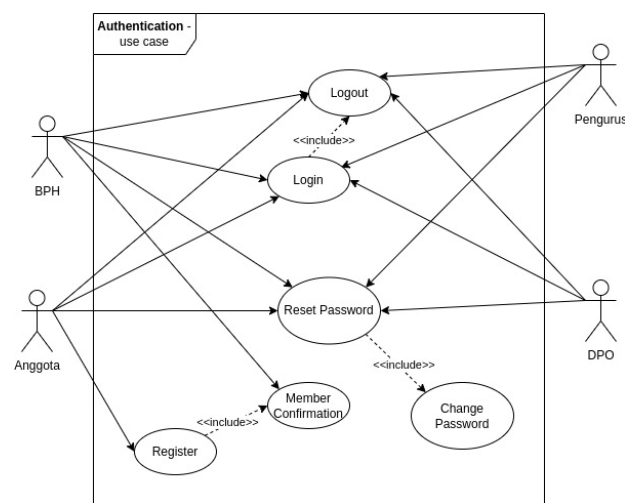 Authentication -
use case
Logout
Pengurus
<<include>>
BPH
Login
Reset Password
Anggota
DPO
<<include>>
Member
Confirmation
Change
Password
<<include>>
Register